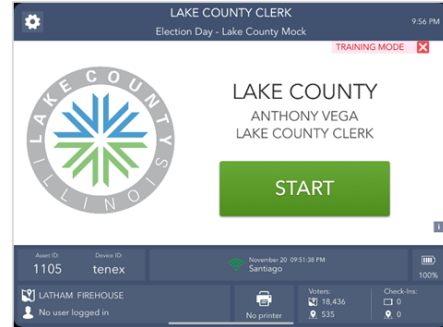 LAKE COUNTY CLERK
Election Day - Lake County Mock
9:56 PM
TRAINING MODE
LAKE COUNTY
ILLINOIS
LAKE COUNTY
ANTHONY VEGA
LAKE COUNTY CLERK
START
Asset ID:
1105
Device ID:
tenex
November 20 09:51:38 PM
Santiago
100%
LATHAM FIREHOUSE
No user logged in
No printer
Voters:
18,436
535
Check-Ins:
0
0